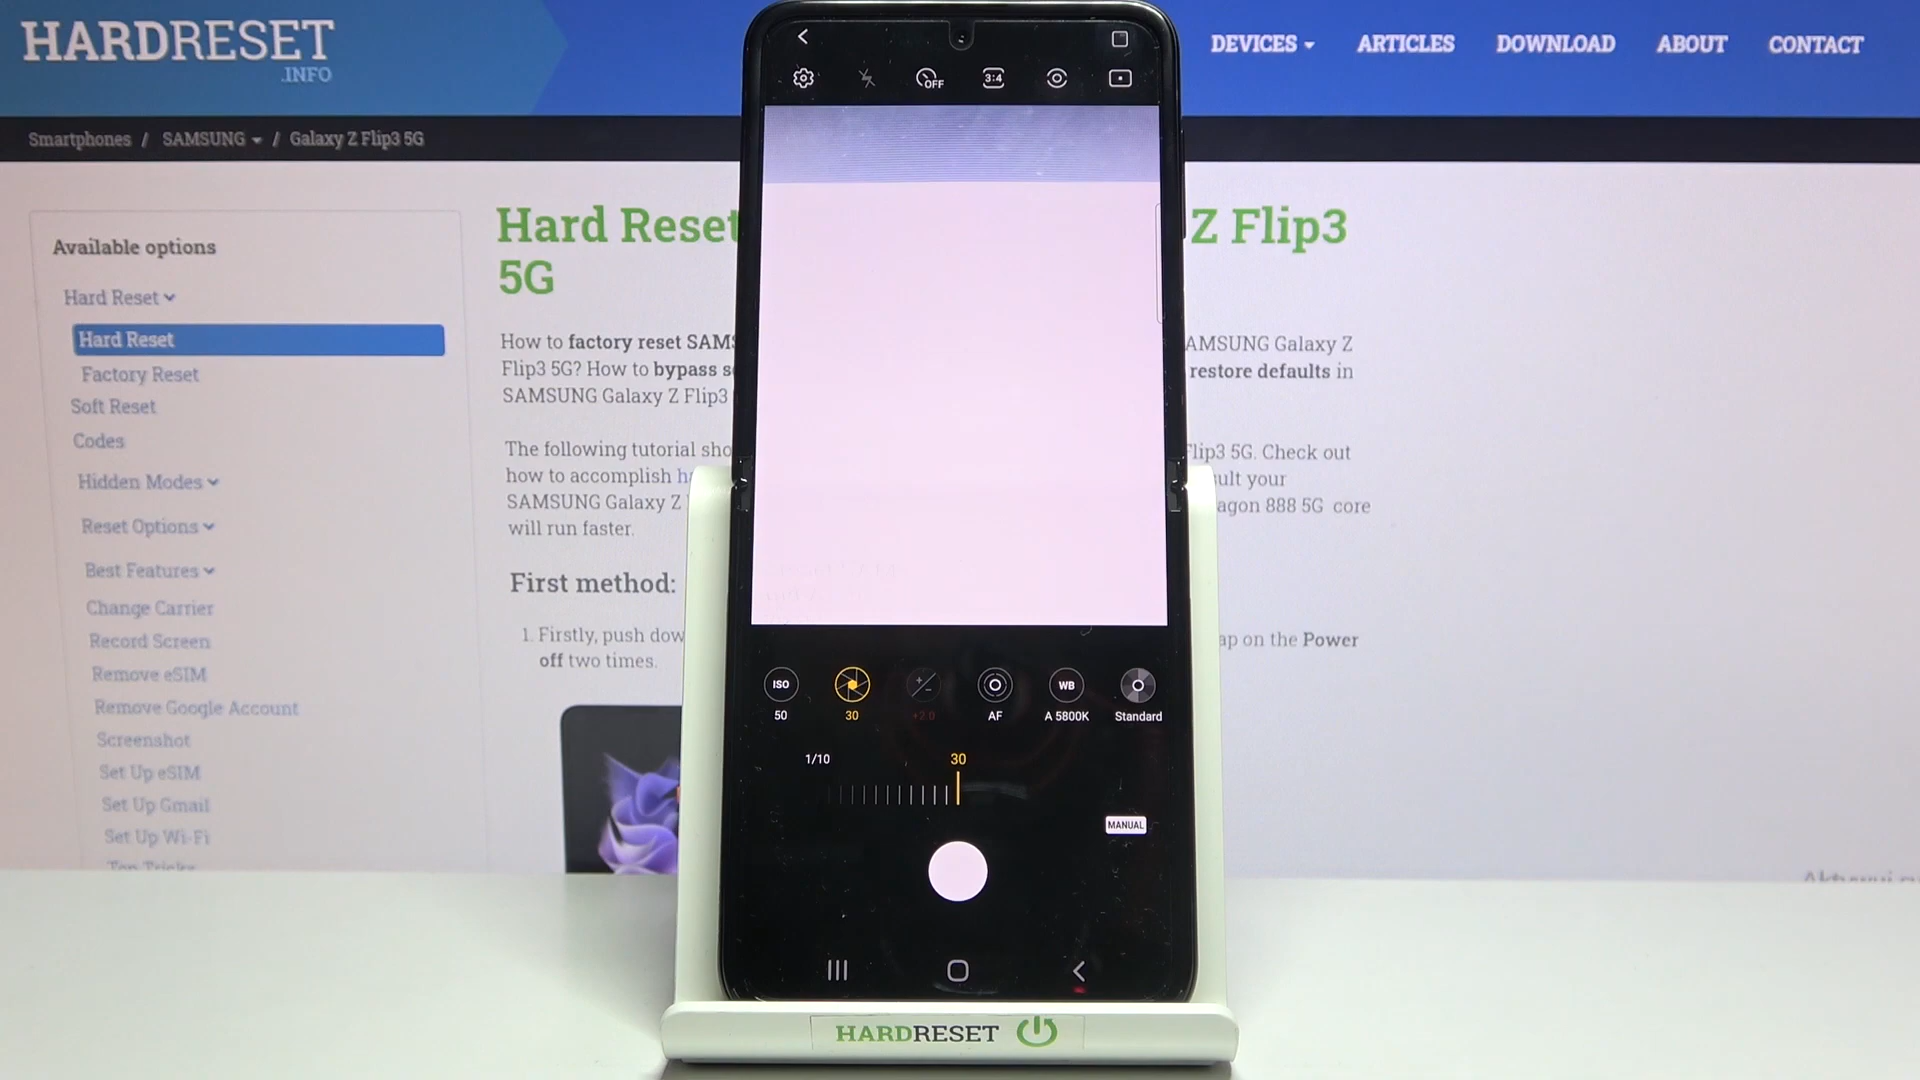 HARDRESET
.INFO
DEVICES
ARTICLES
DOWNLOAD
ABOUT
CONTACT
Smartphones / SAMSUNG / Galaxy Z Flip3 5G
Available options
Hard Reset
Hard Reset
Factory Reset
Soft Reset
Codes
Hidden Modes
Reset Options
Best Features
Change Carrier
Record Screen
Remove eSIM
Remove Google Account
Screenshot
Set Up eSIM
Set Up Gmail
Set Up Wi-Fi
Top Tricks
Hard Reset Z Flip3
5G
How to factory reset SAMS AMSUNG Galaxy Z
Flip3 5G? How to bypass s restore defaults in
SAMSUNG Galaxy Z Flip3
The following tutorial sho Flip3 5G. Check out
how to accomplish h ult your
SAMSUNG Galaxy Z agon 888 5G core
will run faster.
First method:
1. Firstly, push dow ap on the Power
off two times.
OFF
3:4
ISO
50
30
+2.0
AF
WB
A 5800K
Standard
1/10
30
MANUAL
HARDRESET